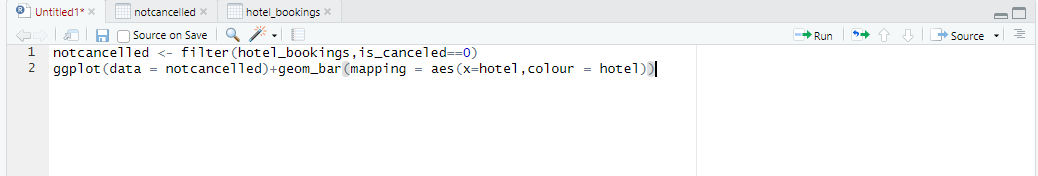 Untitled1* notcancelled hotel_bookings
Source on Save Run Source
1 notcancelled <- filter(hotel_bookings,is_canceled==0)
2 ggplot(data = notcancelled)+geom_bar(mapping = aes(x=hotel,colour = hotel))